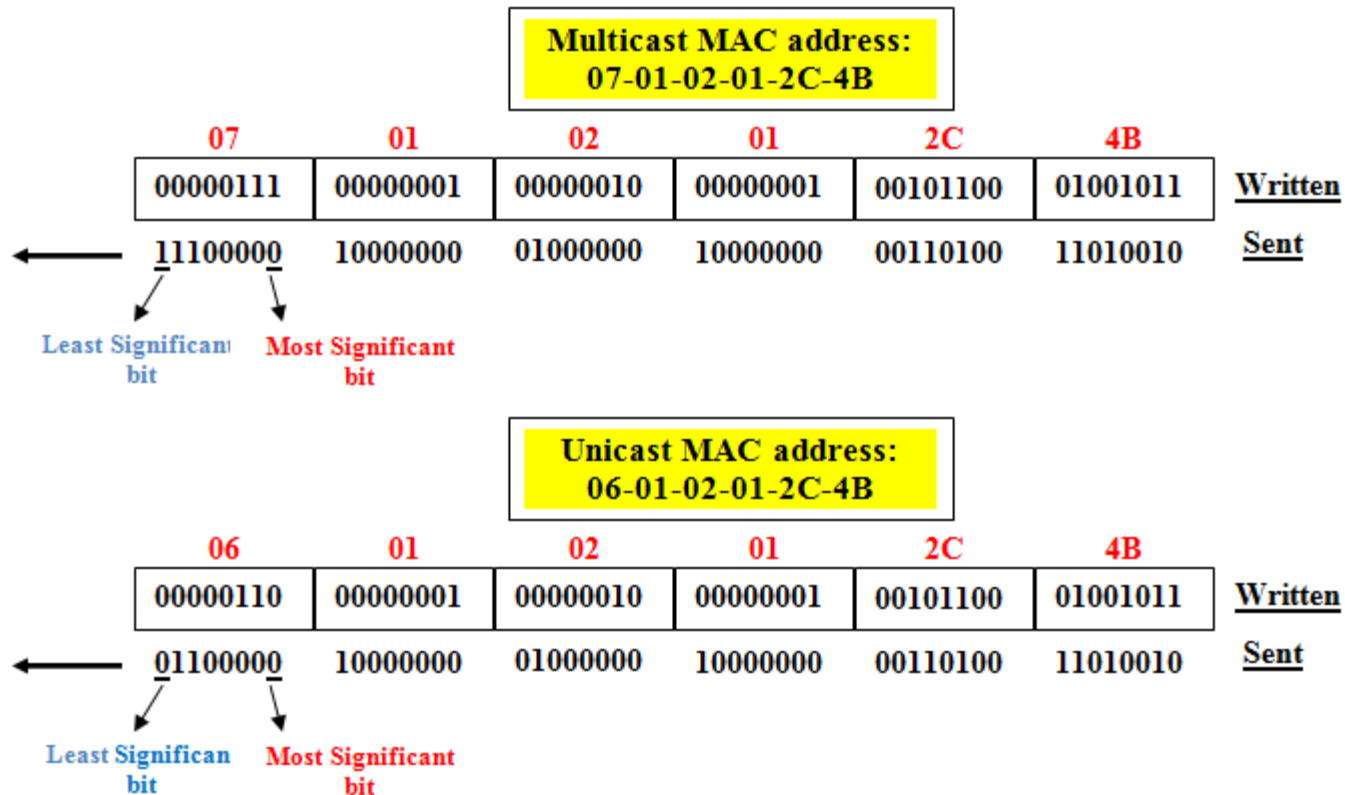 Multicast MAC address:
07-01-02-01-2C-4B
07 01 02 01 2C 4B
00000111 00000001 00000010 00000001 00101100 01001011 Written
11100000 10000000 01000000 10000000 00110100 11010010 Sent
Least Significant Most Significant
bit bit
Unicast MAC address:
06-01-02-01-2C-4B
06 01 02 01 2C 4B
00000110 00000001 00000010 00000001 00101100 01001011 Written
01100000 10000000 01000000 10000000 00110100 11010010 Sent
Least Significan Most Significant
bit bit